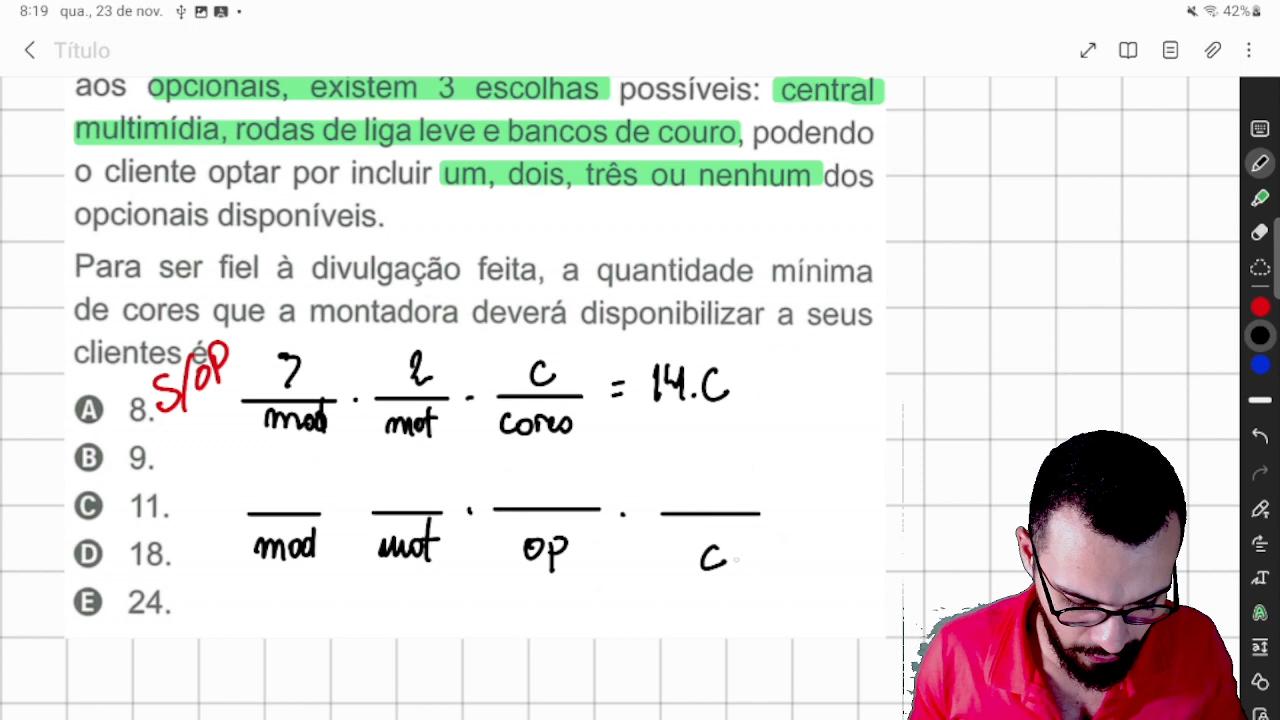 8:19 qua., 23 de nov.
42%
Título
aos opcionais, existem 3 escolhas possíveis: central
multimídia, rodas de liga leve e bancos de couro, podendo
o cliente optar por incluir um, dois, três ou nenhum dos
opcionais disponíveis.
Para ser fiel à divulgação feita, a quantidade mínima
de cores que a montadora deverá disponibilizar a seus
clientes é
S/OP 7 . 2 . C = 14.C
mod mot cores
A 8.
B 9.
C 11.
D 18.
E 24.
. .
mod mot op C